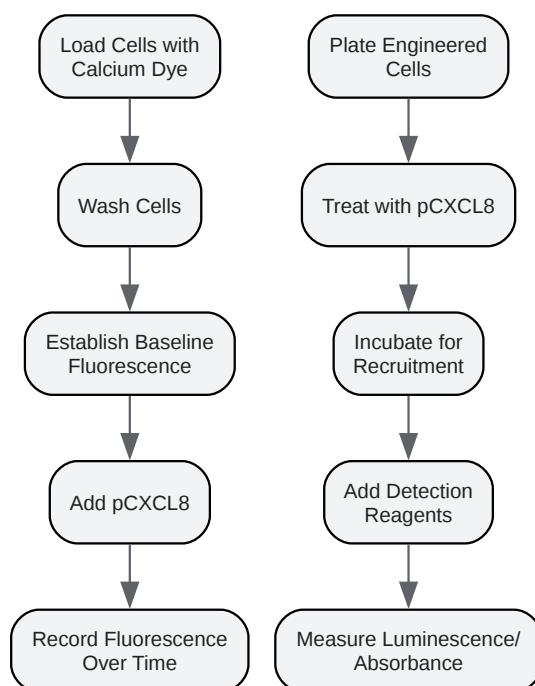 Load Cells with
Calcium Dye
Wash Cells
Establish Baseline
Fluorescence
Add pCXCL8
Record Fluorescence
Over Time
Plate Engineered
Cells
Treat with pCXCL8
Incubate for
Recruitment
Add Detection
Reagents
Measure Luminescence/
Absorbance